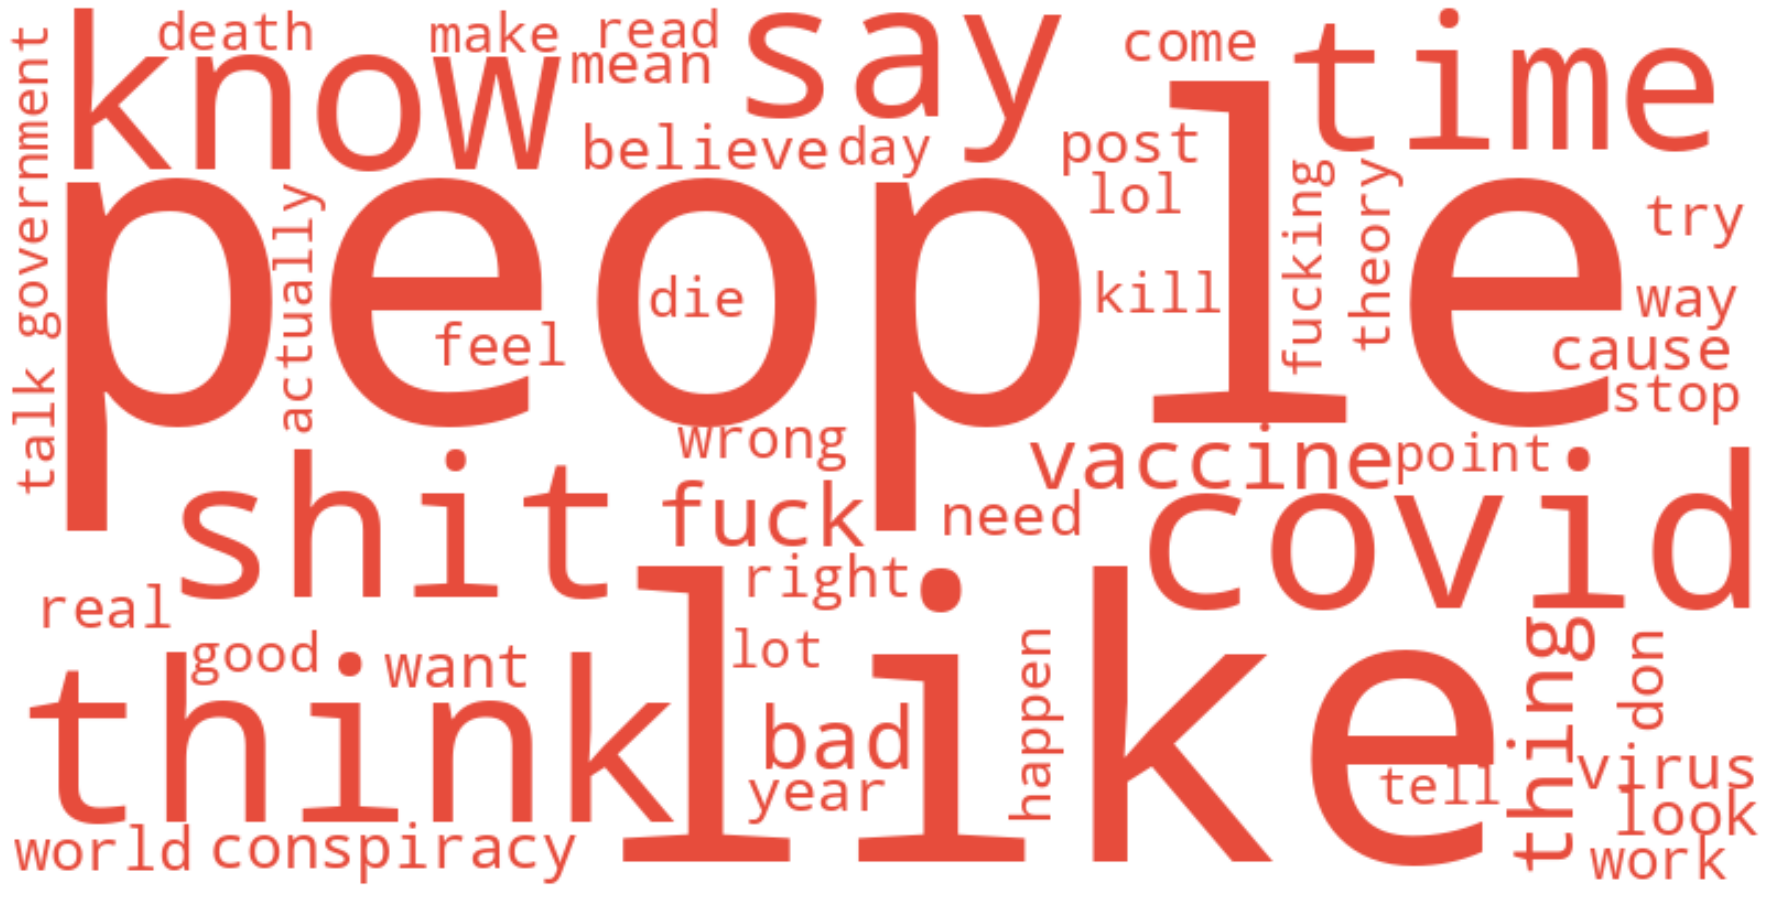 know
death
make
read
mean
say
come
time
believe
day
post
lol
government
talk
people
actually
feel
die
kill
fucking
theory
try
way
cause
stop
wrong
vaccine
point
shit
fuck
need
covid
real
right
like
think
good
want
lot
bad
year
happen
tell
thing
don
virus
look
work
world
conspiracy